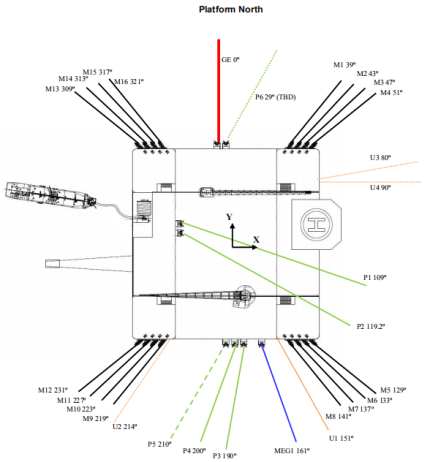 Platform North
GE 0°
M15 317°
M14 313°
M16 321°
M13 309°
P6 29° (TBD)
M1 39°
M2 43°
M3 47°
M4 51°
U3 80°
U4 90°
Y
X
H
P1 109°
P2 119.2°
M12 231°
M11 227°
M10 223°
M9 219°
U2 214°
P5 210°
P4 200°
P3 190°
MEG1 161°
U1 151°
M8 141°
M7 137°
M6 133°
M5 129°